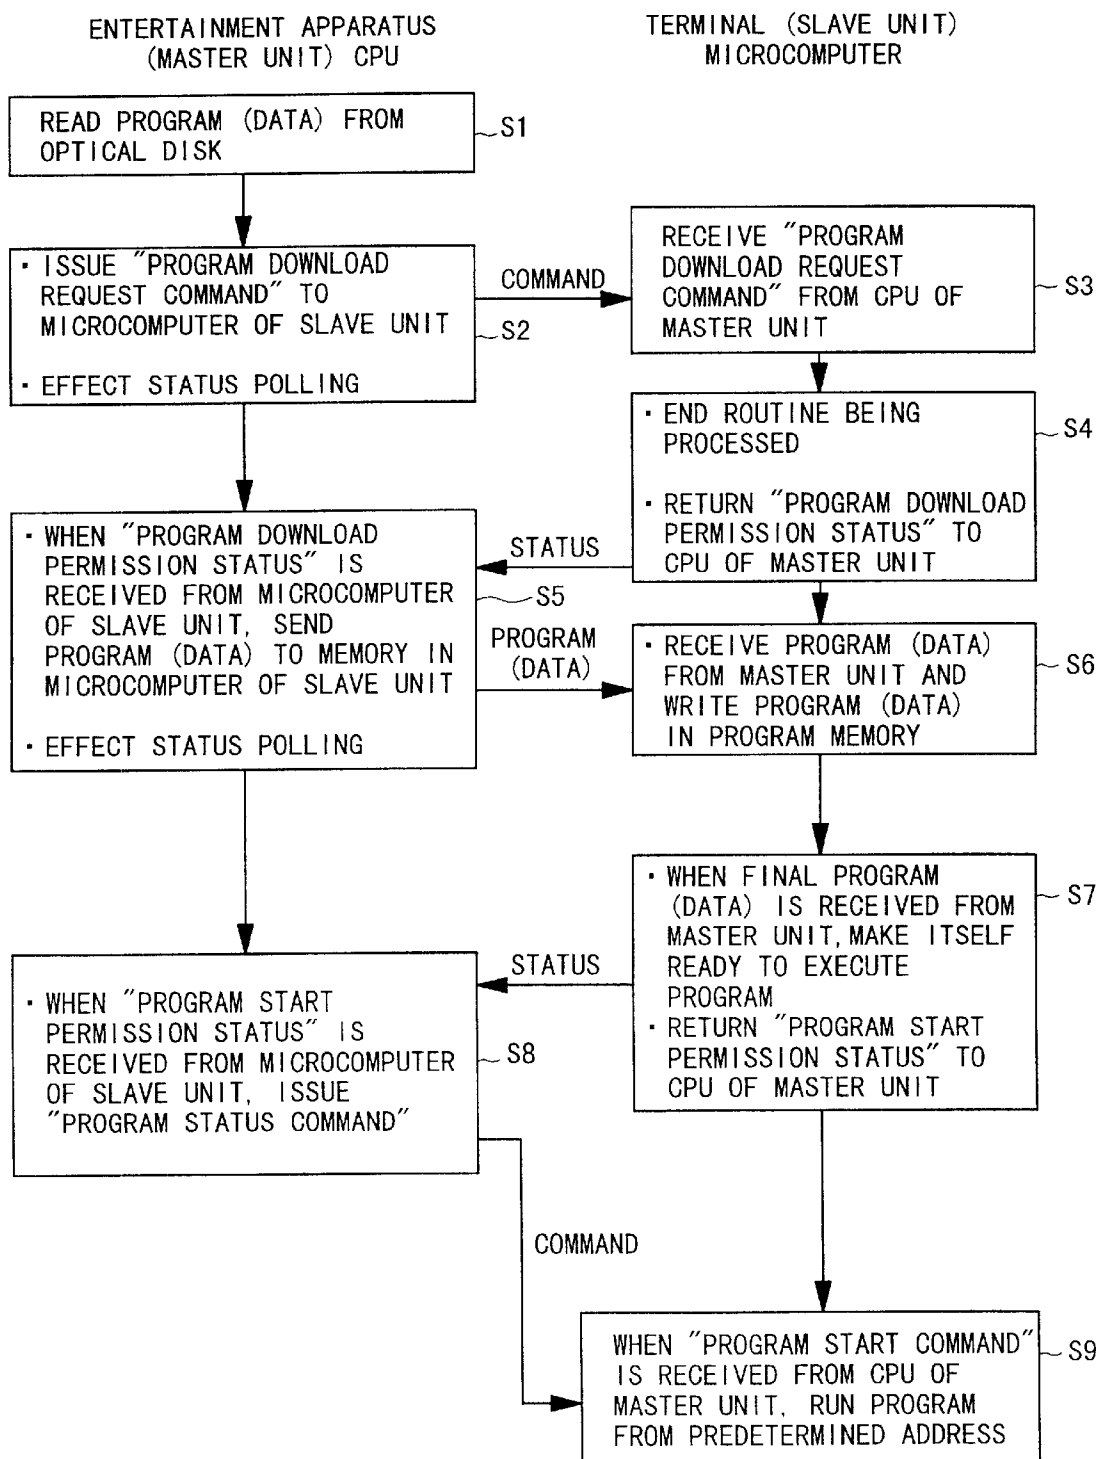 ENTERTAINMENT APPARATUS
(MASTER UNIT) CPU
TERMINAL (SLAVE UNIT)
MICROCOMPUTER
READ PROGRAM (DATA) FROM
OPTICAL DISK
S1
· ISSUE "PROGRAM DOWNLOAD
REQUEST COMMAND" TO
MICROCOMPUTER OF SLAVE UNIT
· EFFECT STATUS POLLING
S2
COMMAND
RECEIVE "PROGRAM
DOWNLOAD REQUEST
COMMAND" FROM CPU OF
MASTER UNIT
S3
· END ROUTINE BEING
PROCESSED
· RETURN "PROGRAM DOWNLOAD
PERMISSION STATUS" TO
CPU OF MASTER UNIT
S4
STATUS
· WHEN "PROGRAM DOWNLOAD
PERMISSION STATUS" IS
RECEIVED FROM MICROCOMPUTER
OF SLAVE UNIT, SEND
PROGRAM (DATA) TO MEMORY IN
MICROCOMPUTER OF SLAVE UNIT
· EFFECT STATUS POLLING
S5
PROGRAM
(DATA)
· RECEIVE PROGRAM (DATA)
FROM MASTER UNIT AND
WRITE PROGRAM (DATA)
IN PROGRAM MEMORY
S6
· WHEN FINAL PROGRAM
(DATA) IS RECEIVED FROM
MASTER UNIT, MAKE ITSELF
READY TO EXECUTE
PROGRAM
· RETURN "PROGRAM START
PERMISSION STATUS" TO
CPU OF MASTER UNIT
S7
STATUS
· WHEN "PROGRAM START
PERMISSION STATUS" IS
RECEIVED FROM MICROCOMPUTER
OF SLAVE UNIT, ISSUE
"PROGRAM STATUS COMMAND"
S8
COMMAND
WHEN "PROGRAM START COMMAND"
IS RECEIVED FROM CPU OF
MASTER UNIT, RUN PROGRAM
FROM PREDETERMINED ADDRESS
S9